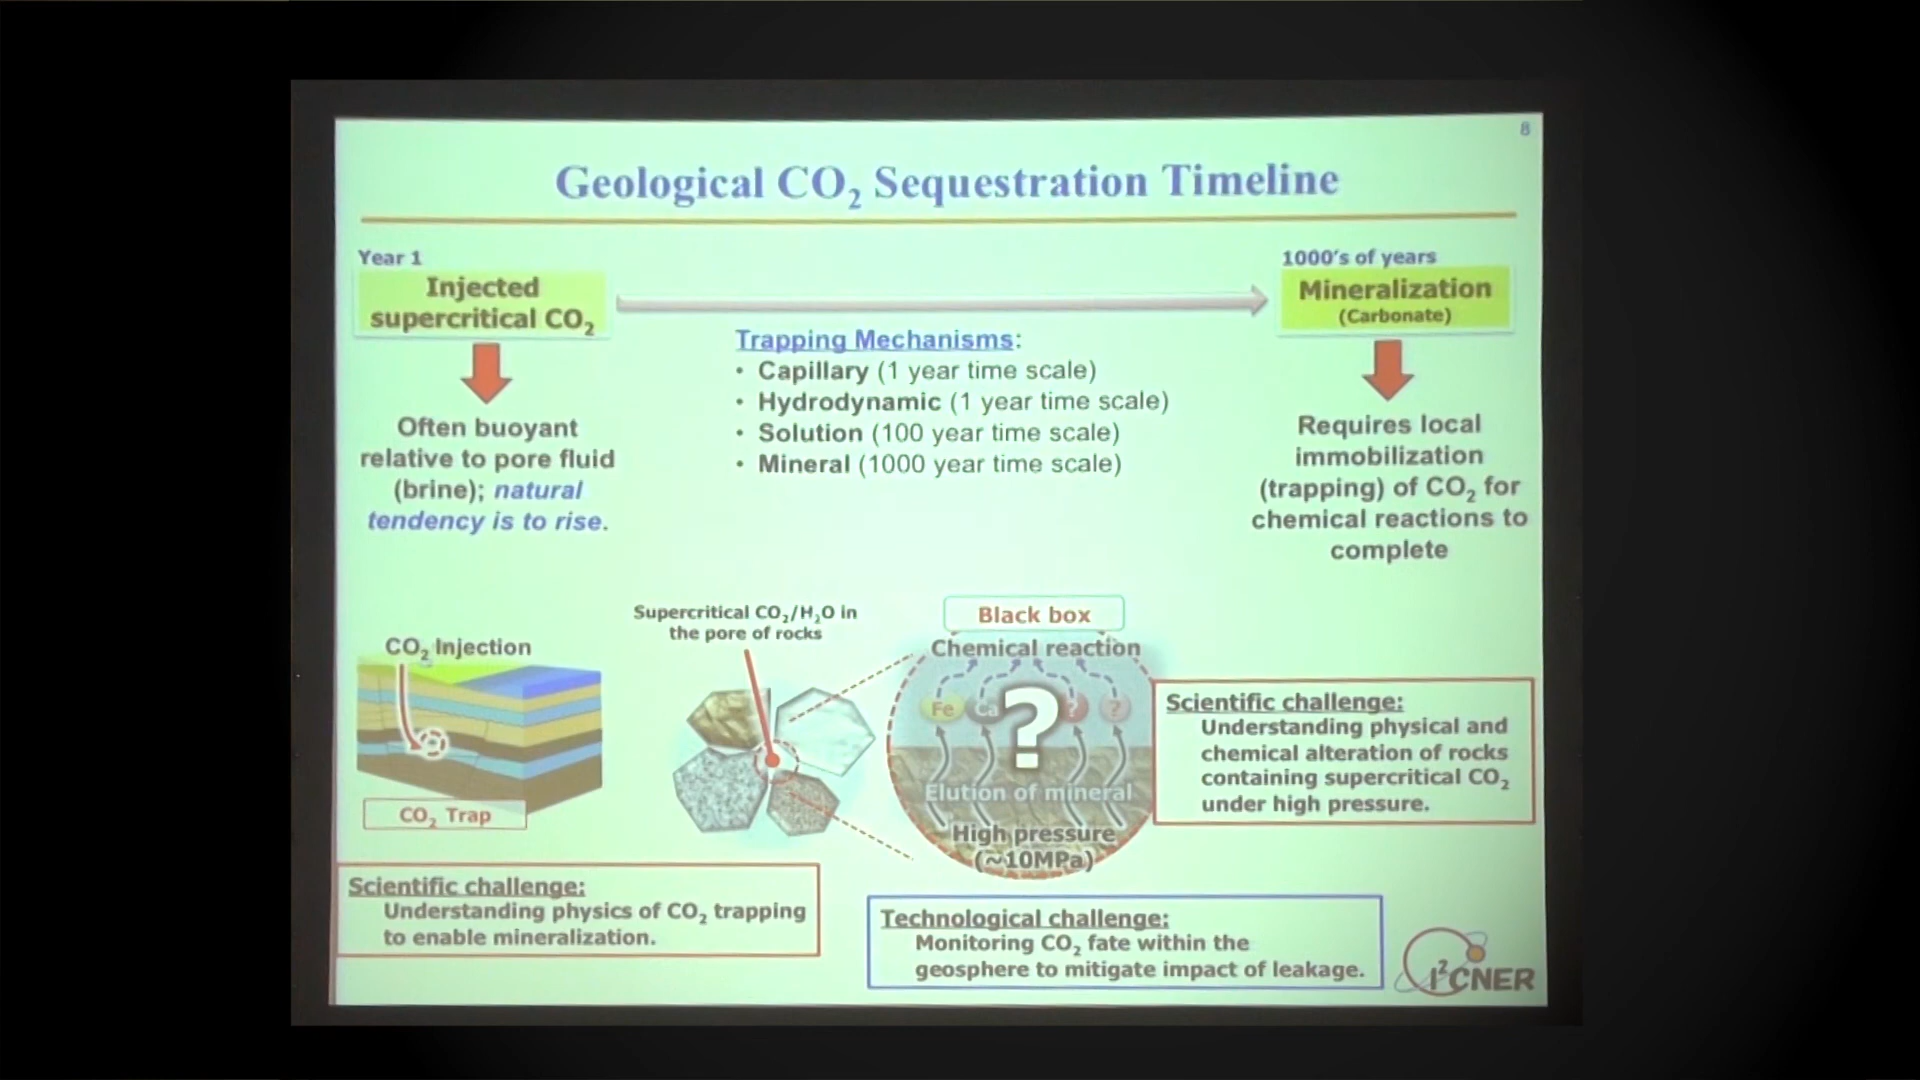 8
Geological CO₂ Sequestration Timeline
Year 1
Injected
supercritical CO₂
1000's of years
Mineralization
(Carbonate)
Trapping Mechanisms:
• Capillary (1 year time scale)
• Hydrodynamic (1 year time scale)
• Solution (100 year time scale)
• Mineral (1000 year time scale)
Often buoyant
relative to pore fluid
(brine); natural
tendency is to rise.
Requires local
immobilization
(trapping) of CO₂ for
chemical reactions to
complete
CO₂ Injection
CO₂ Trap
Supercritical CO₂/H₂O in
the pore of rocks
Black box
Chemical reaction
Fe Ca ? ? ?
Elution of mineral
High pressure
(~10MPa)
Scientific challenge:
Understanding physical and
chemical alteration of rocks
containing supercritical CO₂
under high pressure.
Scientific challenge:
Understanding physics of CO₂ trapping
to enable mineralization.
Technological challenge:
Monitoring CO₂ fate within the
geosphere to mitigate impact of leakage.
I²CNER